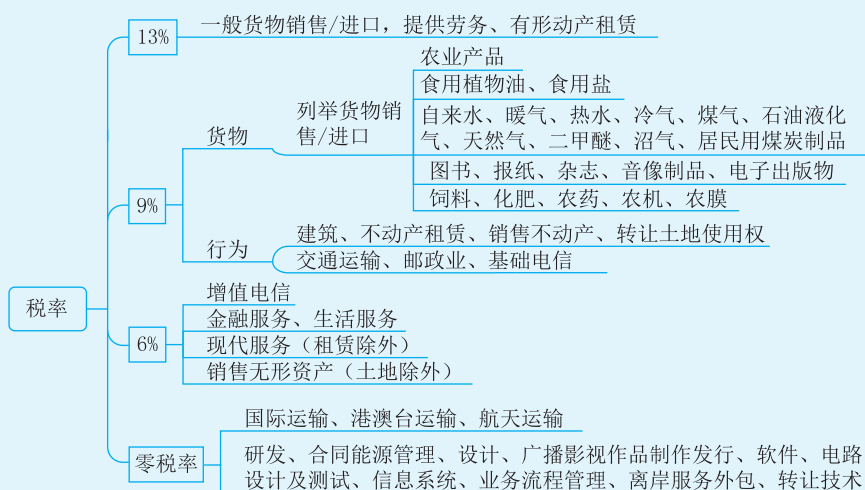 税率
13%
一般货物销售/进口，提供劳务、有形动产租赁
9%
货物
列举货物销
售/进口
农业产品
食用植物油、食用盐
自来水、暖气、热水、冷气、煤气、石油液化
气、天然气、二甲醚、沼气、居民用煤炭制品
图书、报纸、杂志、音像制品、电子出版物
饲料、化肥、农药、农机、农膜
行为
建筑、不动产租赁、销售不动产、转让土地使用权
交通运输、邮政业、基础电信
6%
增值电信
金融服务、生活服务
现代服务（租赁除外）
销售无形资产（土地除外）
零税率
国际运输、港澳台运输、航天运输
研发、合同能源管理、设计、广播影视作品制作发行、软件、电路
设计及测试、信息系统、业务流程管理、离岸服务外包、转让技术